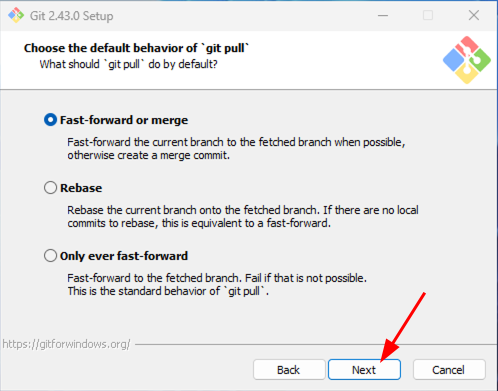 Git 2.43.0 Setup
Choose the default behavior of `git pull`
What should `git pull` do by default?
Fast-forward or merge
Fast-forward the current branch to the fetched branch when possible,
otherwise create a merge commit.
Rebase
Rebase the current branch onto the fetched branch. If there are no local
commits to rebase, this is equivalent to a fast-forward.
Only ever fast-forward
Fast-forward to the fetched branch. Fail if that is not possible.
This is the standard behavior of `git pull`.
https://gitforwindows.org/
Back
Next
Cancel